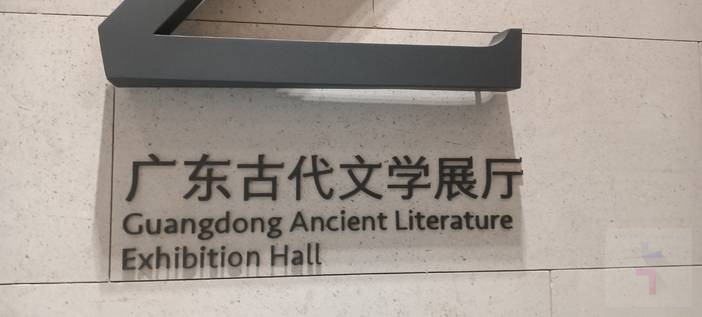 广东古代文学展厅
Guangdong Ancient Literature
Exhibition Hall